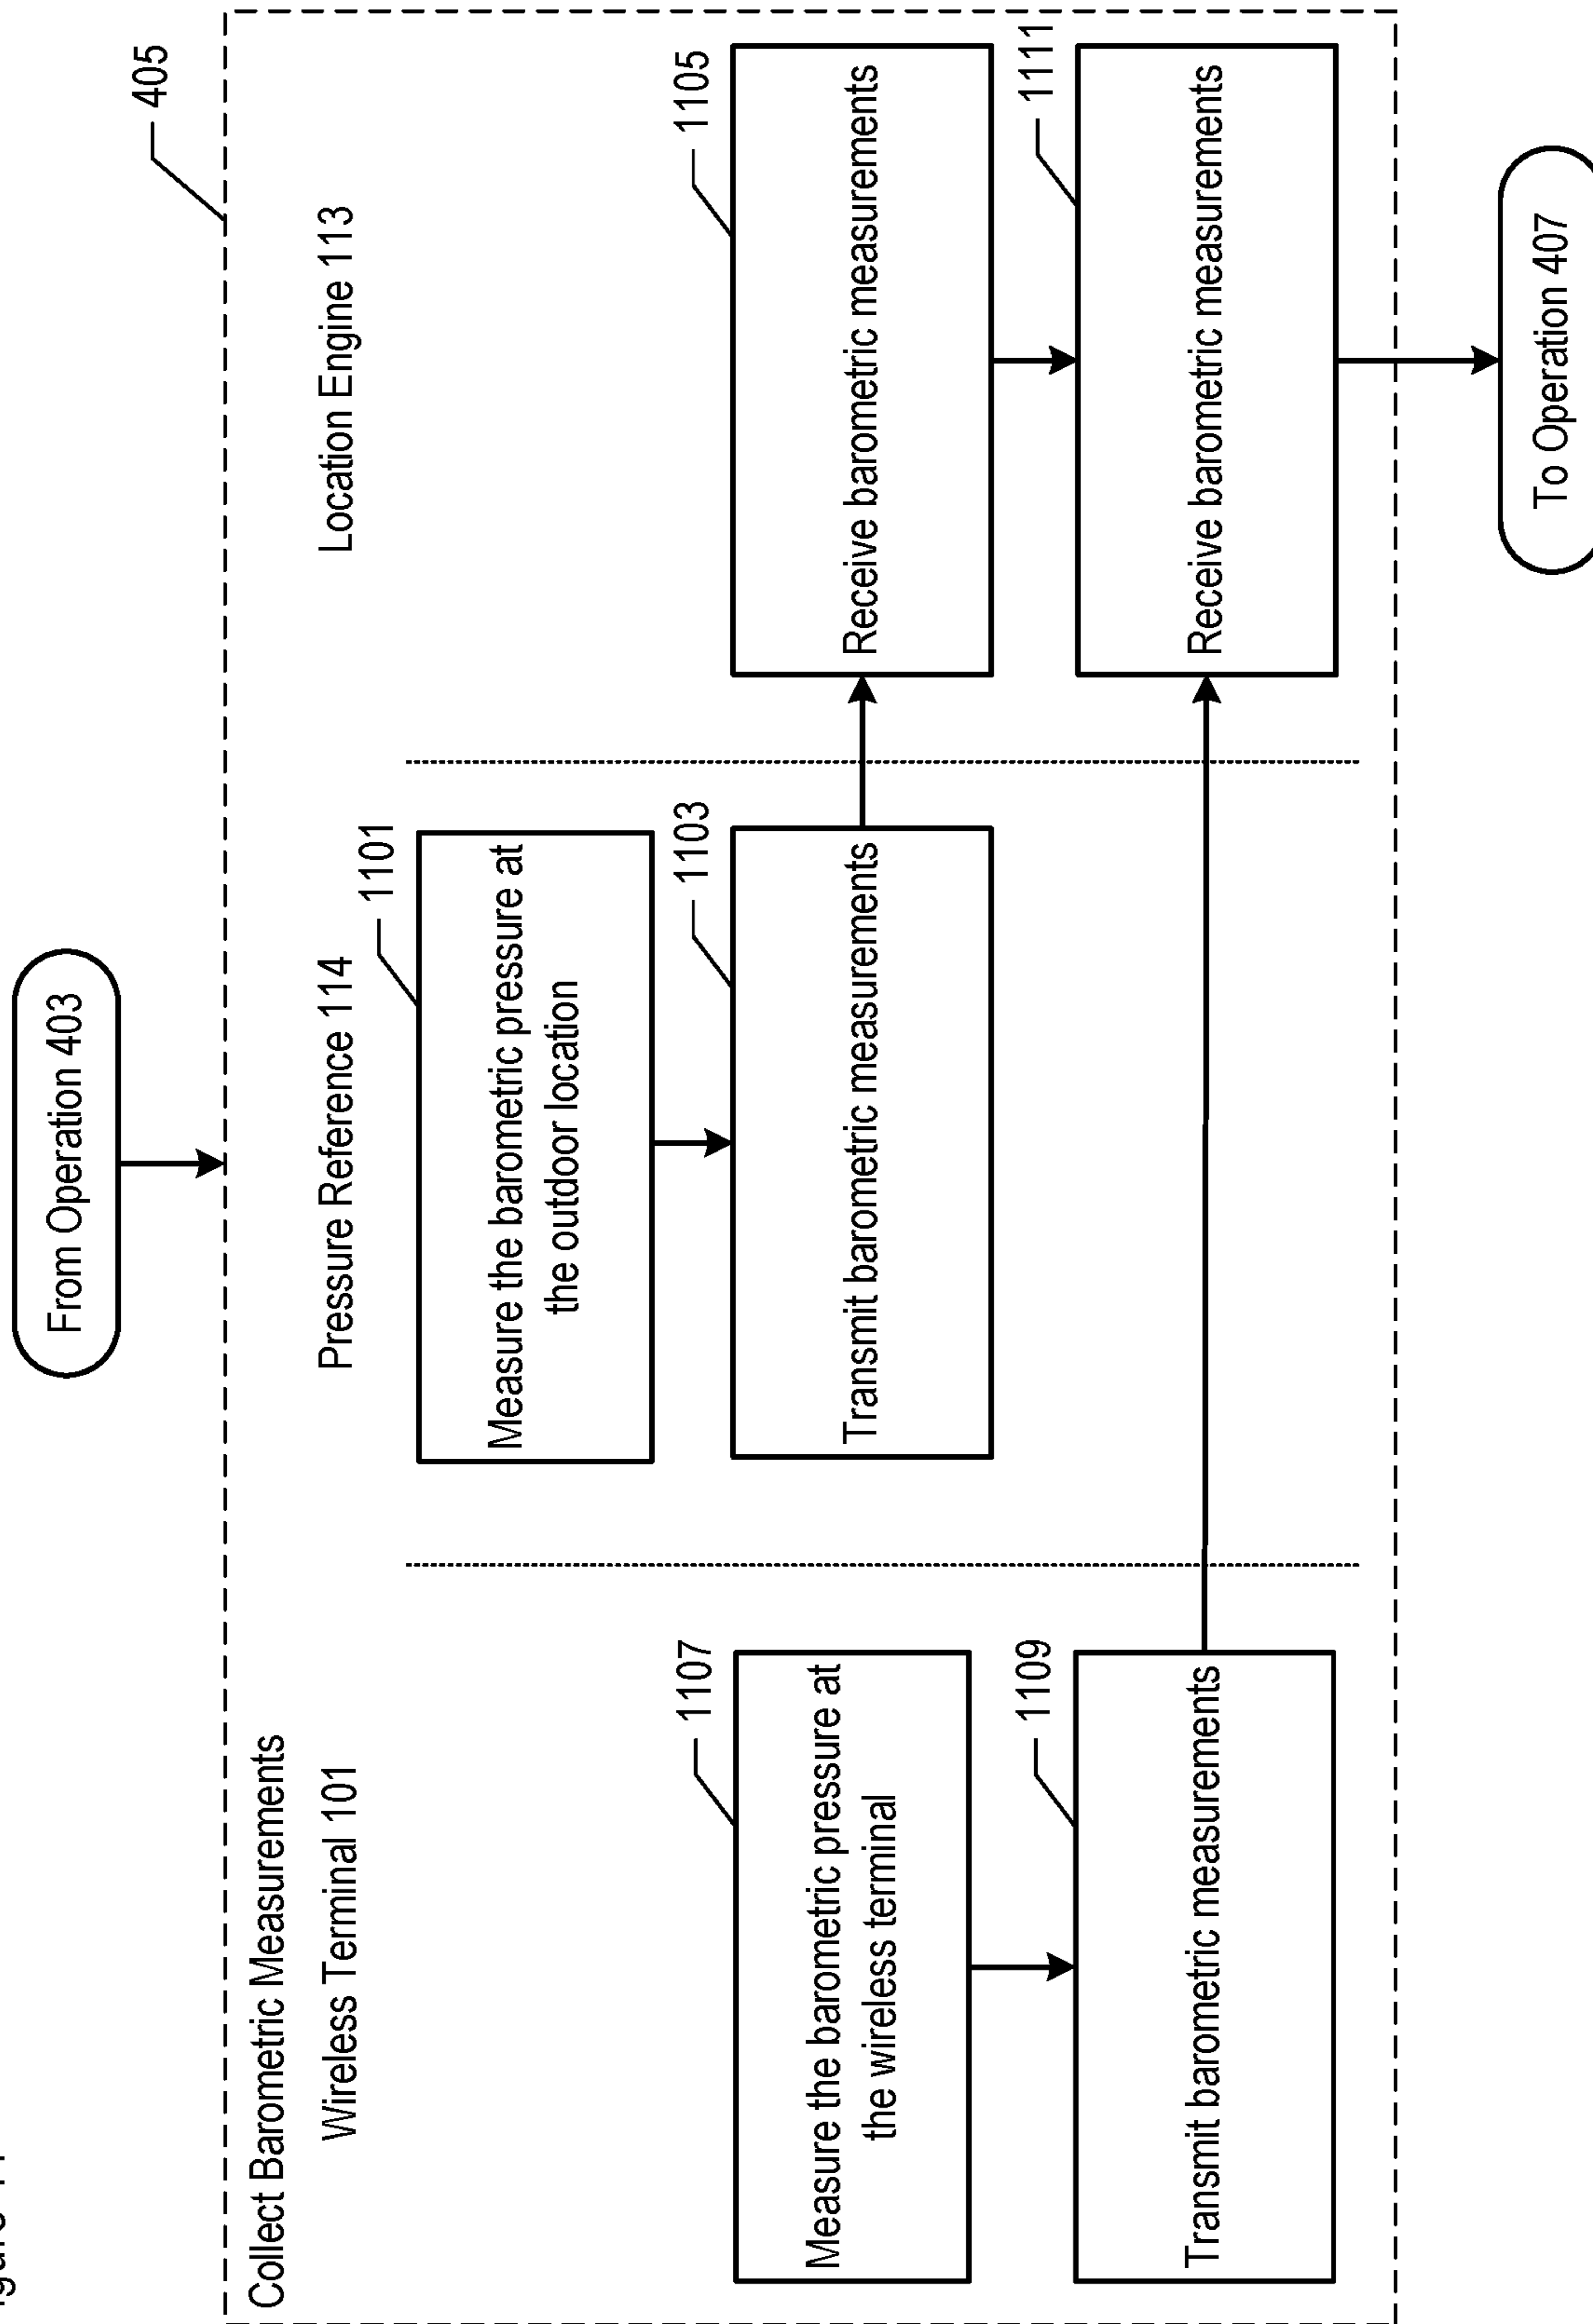 From Operation 403
405
Collect Barometric Measurements
Wireless Terminal 101
Pressure Reference 114
Location Engine 113
1101
Measure the barometric pressure at
the outdoor location
1107
Measure the barometric pressure at
the wireless terminal
1103
Transmit barometric measurements
1105
Receive barometric measurements
1109
Transmit barometric measurements
1111
Receive barometric measurements
To Operation 407